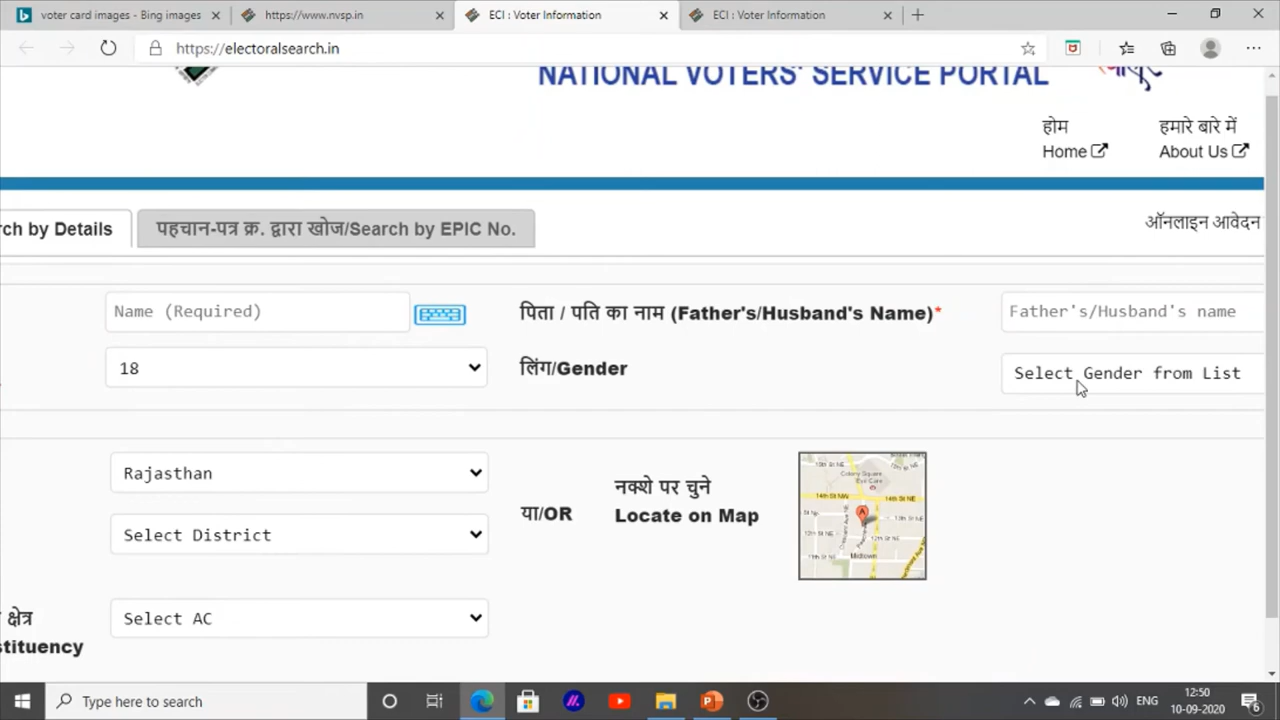 voter card images - Bing images
https://www.nvsp.in
ECI : Voter Information
ECI : Voter Information
https://electoralsearch.in
NATIONAL VOTERS' SERVICE PORTAL
होम
हमारे बारे में
Home
About Us
rch by Details
पहचान-पत्र क्र. द्वारा खोज/Search by EPIC No.
ऑनलाइन आवेदन
Name (Required)
पिता / पति का नाम (Father's/Husband's Name)*
Father's/Husband's name
18
लिंग/Gender
Select Gender from List
Rajasthan
नक्शे पर चुने
या/OR
Locate on Map
Select District
क्षेत्र
Select AC
stituency
Type here to search
ENG
12:50
10-09-2020
6